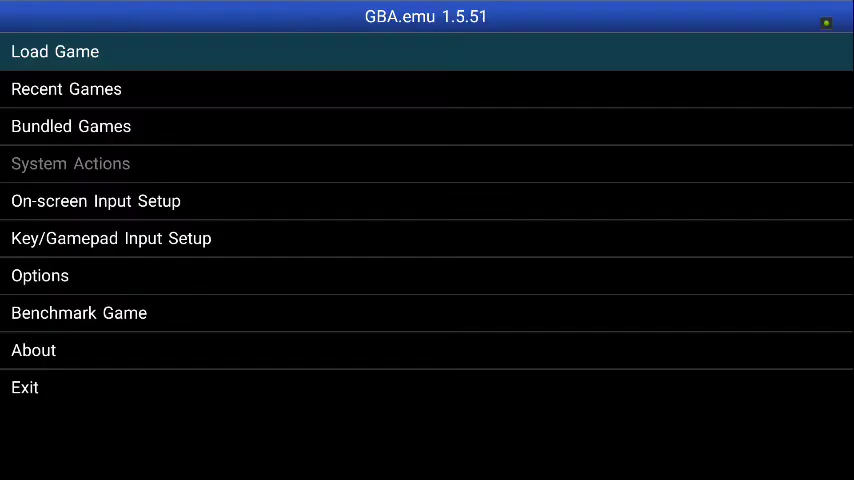 GBA.emu 1.5.51
Load Game
Recent Games
Bundled Games
System Actions
On-screen Input Setup
Key/Gamepad Input Setup
Options
Benchmark Game
About
Exit